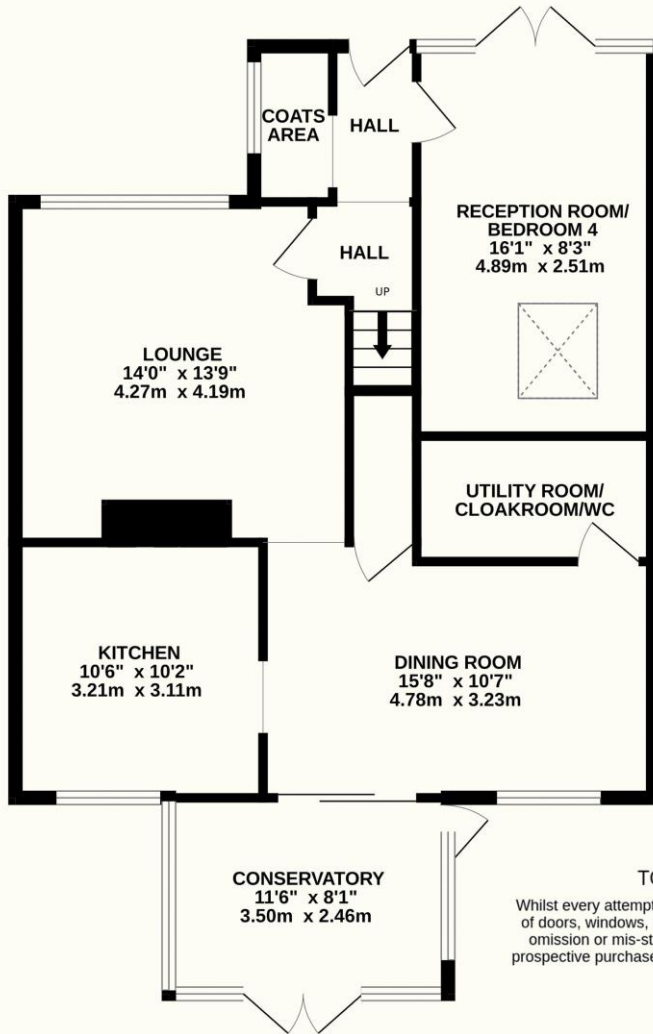 COATS
AREA
HALL
RECEPTION ROOM/
BEDROOM 4
16'1" x 8'3"
4.89m x 2.51m
HALL
UP
LOUNGE
14'0" x 13'9"
4.27m x 4.19m
UTILITY ROOM/
CLOAKROOM/WC
KITCHEN
10'6" x 10'2"
3.21m x 3.11m
DINING ROOM
15'8" x 10'7"
4.78m x 3.23m
CONSERVATORY
11'6" x 8'1"
3.50m x 2.46m
TO
Whilst every attempt
of doors, windows,
omission or mis-st
prospective purchase